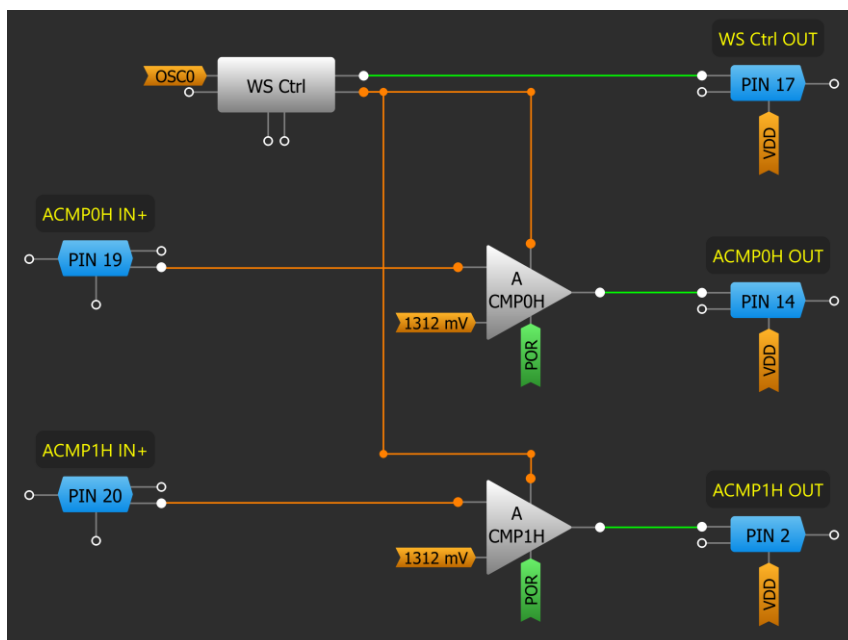 WS Ctrl OUT
OSC0
WS Ctrl
PIN 17
VDD
ACMP0H IN+
PIN 19
ACMP0H OUT
A
CMP0H
PIN 14
1312 mV
POR
VDD
ACMP1H IN+
PIN 20
ACMP1H OUT
A
CMP1H
PIN 2
1312 mV
POR
VDD